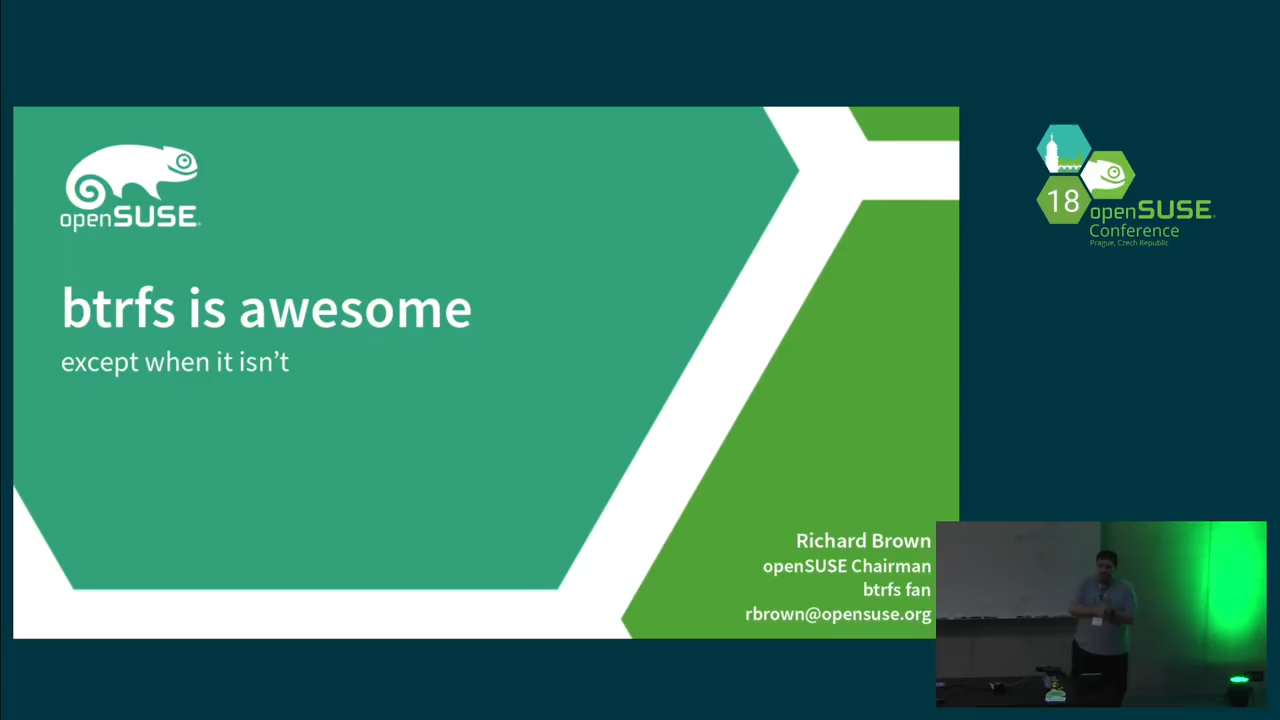 openSUSE
btrfs is awesome
except when it isn't
Richard Brown
openSUSE Chairman
btrfs fan
rbrown@opensuse.org
18
openSUSE
Conference
Prague, Czech Republic